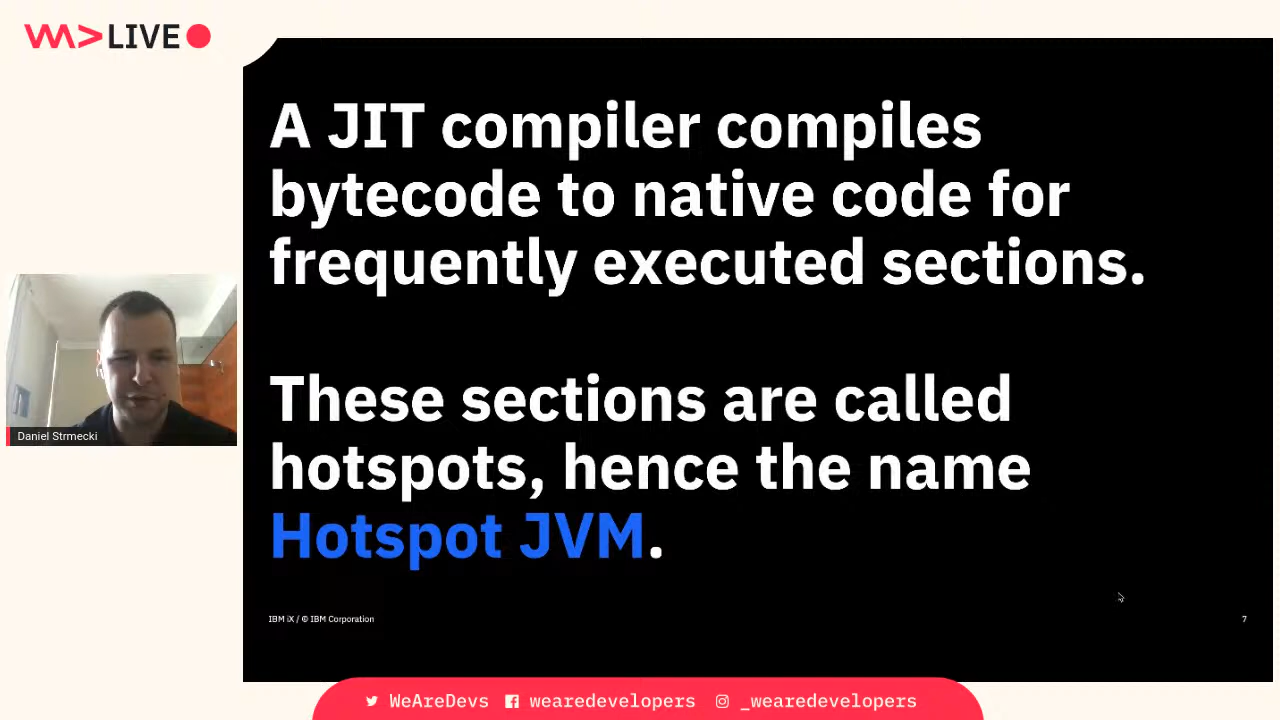 LIVE
A JIT compiler compiles
bytecode to native code for
frequently executed sections.
These sections are called
hotspots, hence the name
Hotspot JVM.
Daniel Strmecki
IBM iX / © IBM Corporation
7
WeAreDevs wearedevelopers _wearedevelopers